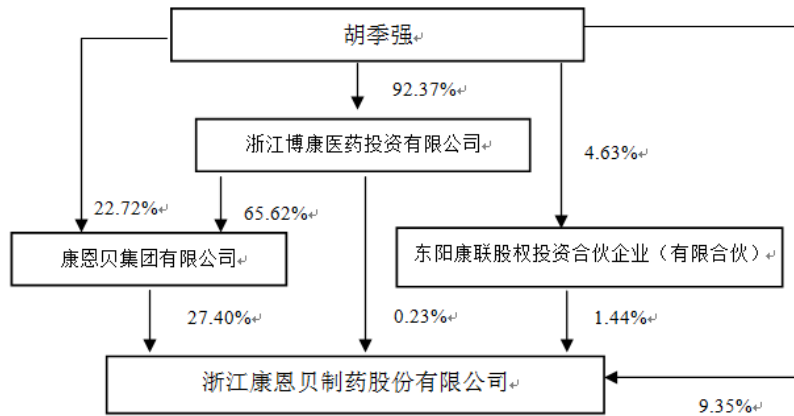 胡季强↵
92.37%↵
浙江博康医药投资有限公司↵
4.63%↵
22.72%↵
65.62%↵
康恩贝集团有限公司↵
东阳康联股权投资合伙企业（有限合伙）↵
27.40%↵
0.23%↵
1.44%↵
浙江康恩贝制药股份有限公司↵
9.35%↵